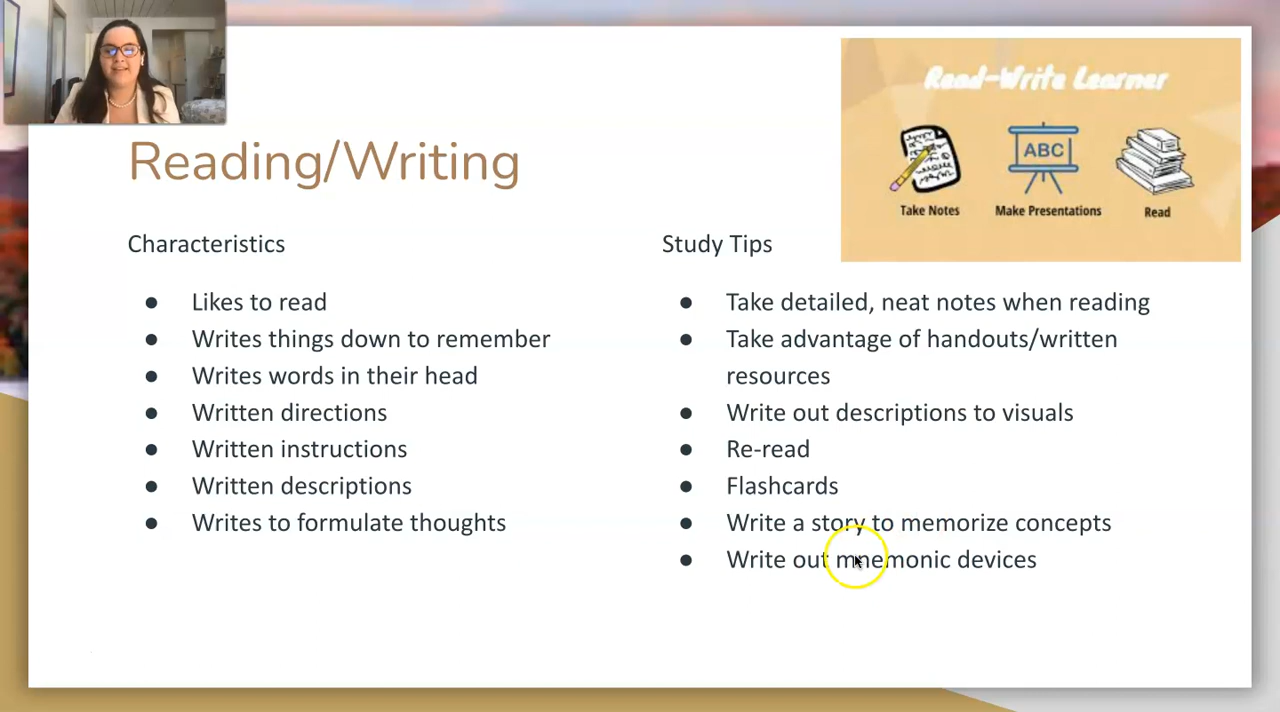 Read-Write Learner
ABC
Take Notes
Make Presentations
Read
Reading/Writing
Characteristics
● Likes to read
● Writes things down to remember
● Writes words in their head
● Written directions
● Written instructions
● Written descriptions
● Writes to formulate thoughts
Study Tips
● Take detailed, neat notes when reading
● Take advantage of handouts/written
resources
● Write out descriptions to visuals
● Re-read
● Flashcards
● Write a story to memorize concepts
● Write out mnemonic devices